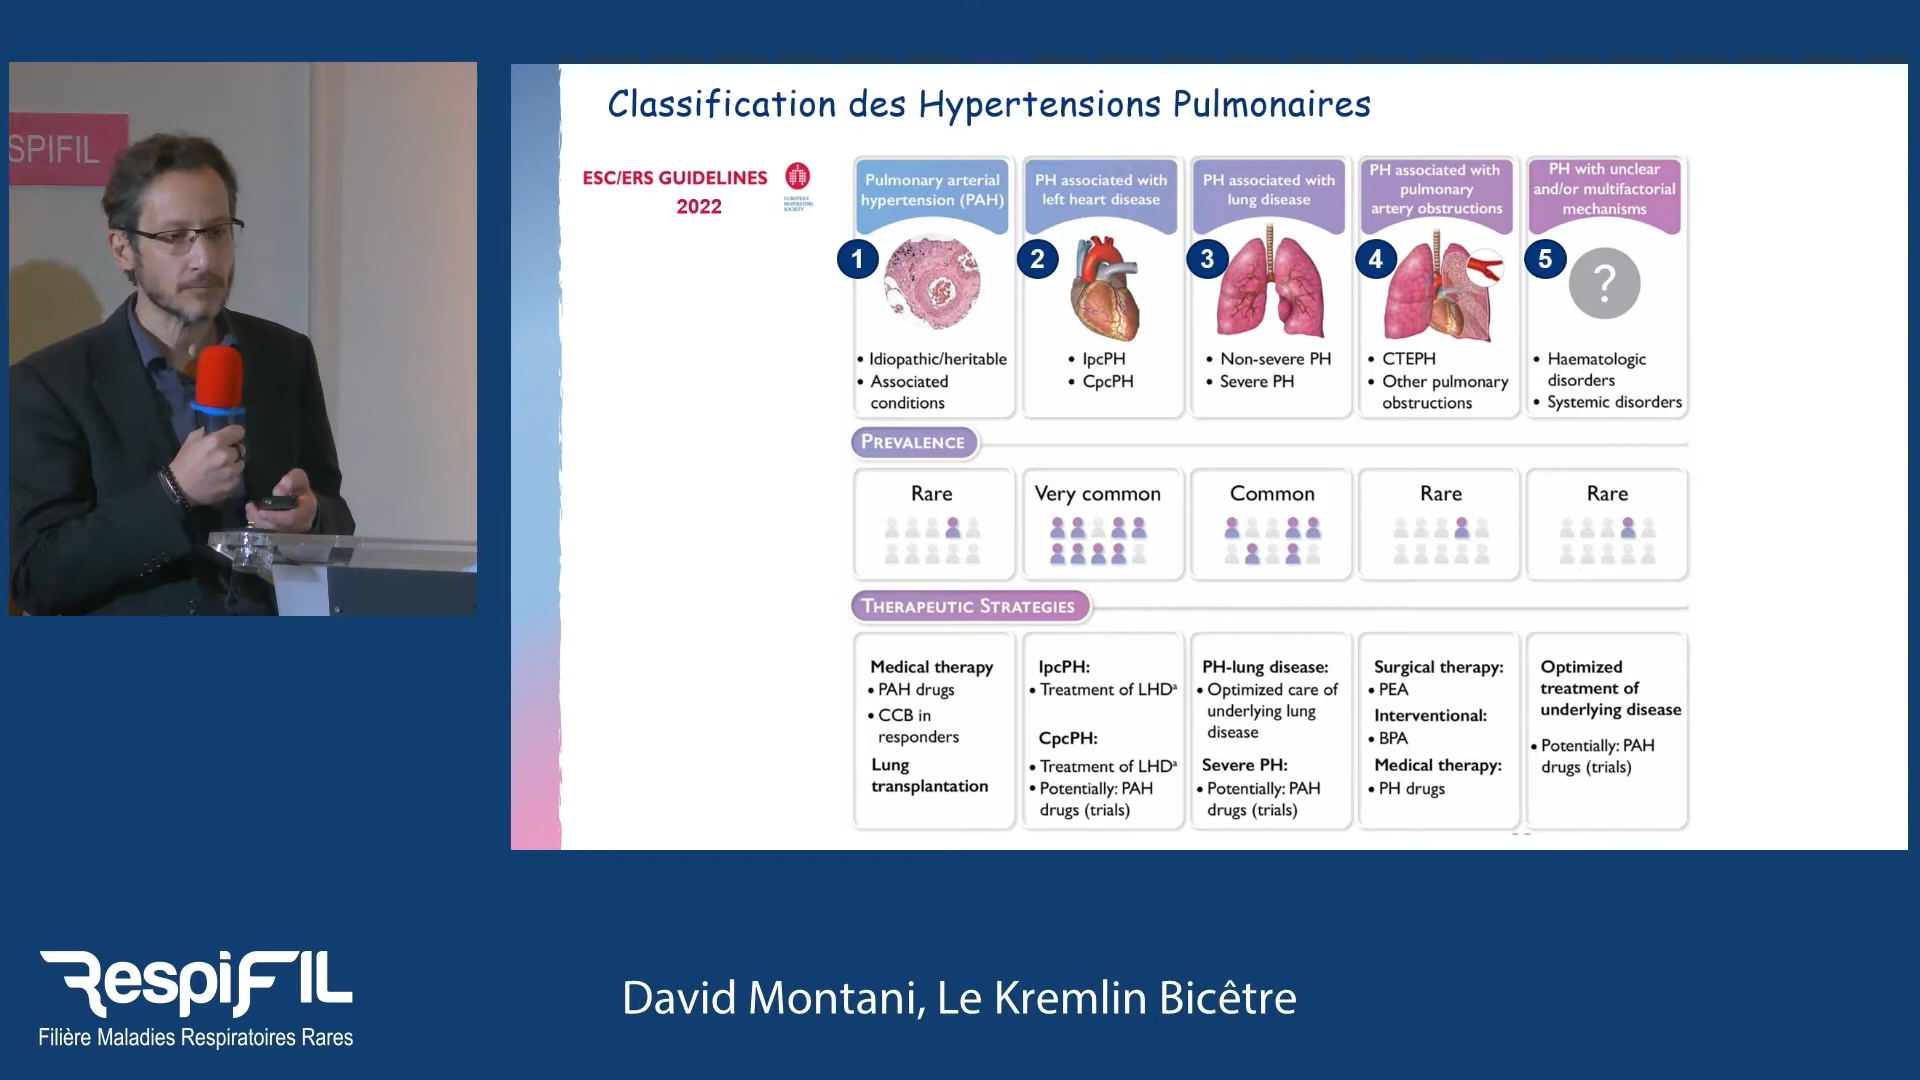 SPIFIL
Classification des Hypertensions Pulmonaires
ESC/ERS GUIDELINES
2022
EUROPEAN
RESPIRATORY
SOCIETY
Pulmonary arterial
hypertension (PAH)
1
• Idiopathic/heritable
• Associated
conditions
PH associated with
left heart disease
2
• IpcPH
• CpcPH
PH associated with
lung disease
3
• Non-severe PH
• Severe PH
PH associated with
pulmonary
artery obstructions
4
• CTEPH
• Other pulmonary
obstructions
PH with unclear
and/or multifactorial
mechanisms
5
?
• Haematologic
disorders
• Systemic disorders
PREVALENCE
Rare
Very common
Common
Rare
Rare
THERAPEUTIC STRATEGIES
Medical therapy
• PAH drugs
• CCB in
responders
Lung
transplantation
IpcPH:
• Treatment of LHDª
CpcPH:
• Treatment of LHDª
• Potentially: PAH
drugs (trials)
PH-lung disease:
• Optimized care of
underlying lung
disease
Severe PH:
• Potentially: PAH
drugs (trials)
Surgical therapy:
• PEA
Interventional:
• BPA
Medical therapy:
• PH drugs
Optimized
treatment of
underlying disease
• Potentially: PAH
drugs (trials)
RespiFIL
Filière Maladies Respiratoires Rares
David Montani, Le Kremlin Bicêtre